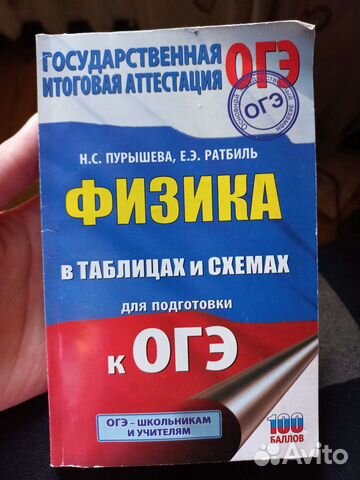 ГОСУДАРСТВЕННАЯ
ИТОГОВАЯ АТТЕСТАЦИЯ
ОГЭ
ОГЭ
Н.С. ПУРЫШЕВА, Е.Э. РАТБИЛЬ
ФИЗИКА
В ТАБЛИЦАХ И СХЕМАХ
для подготовки
к ОГЭ
ОГЭ – ШКОЛЬНИКАМ
И УЧИТЕЛЯМ
100
БАЛЛОВ
Avito